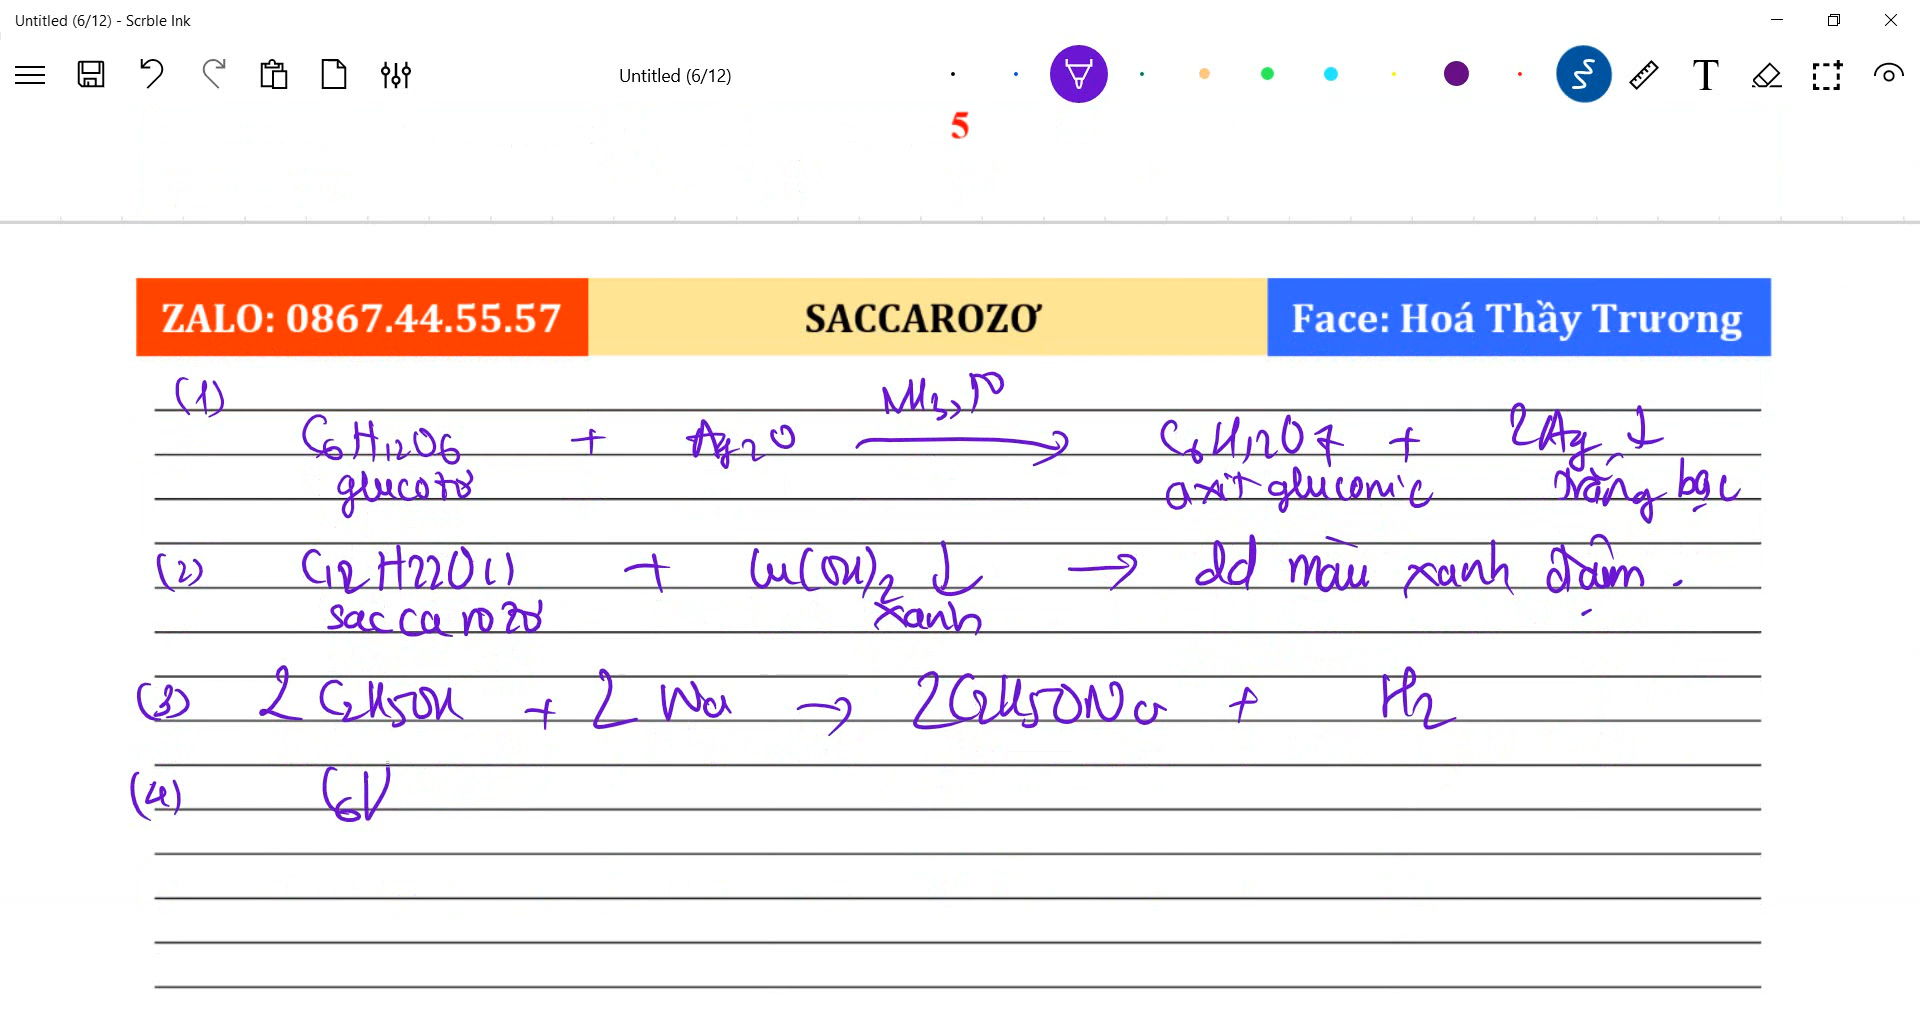 Untitled (6/12) - Scrble Ink
Untitled (6/12)
T
5
ZALO: 0867.44.55.57 SACCAROZƠ Face: Hoá Thầy Trương
(1) NH3, t°
C6H12O6 + Ag2O → C6H12O7 + 2Ag ↓
glucozơ axit gluconic trắng bạc
(2) C12H22O11 + Cu(OH)2 ↓ → dd màu xanh đậm.
saccarozơ xanh
(3) 2 C2H5OH + 2 Na → 2C2H5ONa + H2
(4) C6